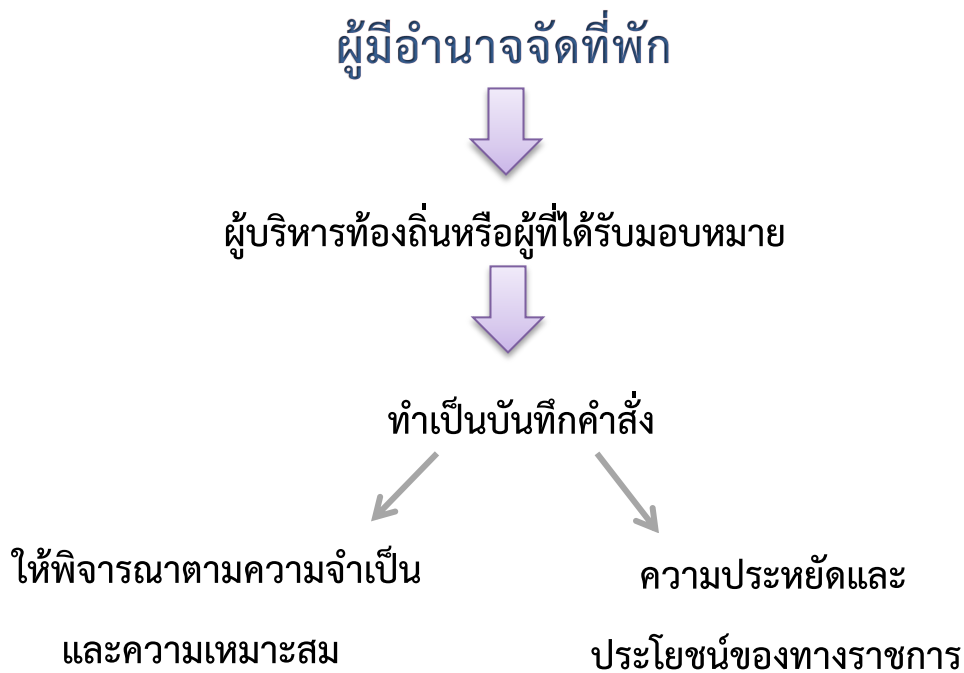 ผู้มีอำนาจจัดที่พัก
ผู้บริหารท้องถิ่นหรือผู้ที่ได้รับมอบหมาย
ทำเป็นบันทึกคำสั่ง
ให้พิจารณาตามความจำเป็น
และความเหมาะสม
ความประหยัดและ
ประโยชน์ของทางราชการ